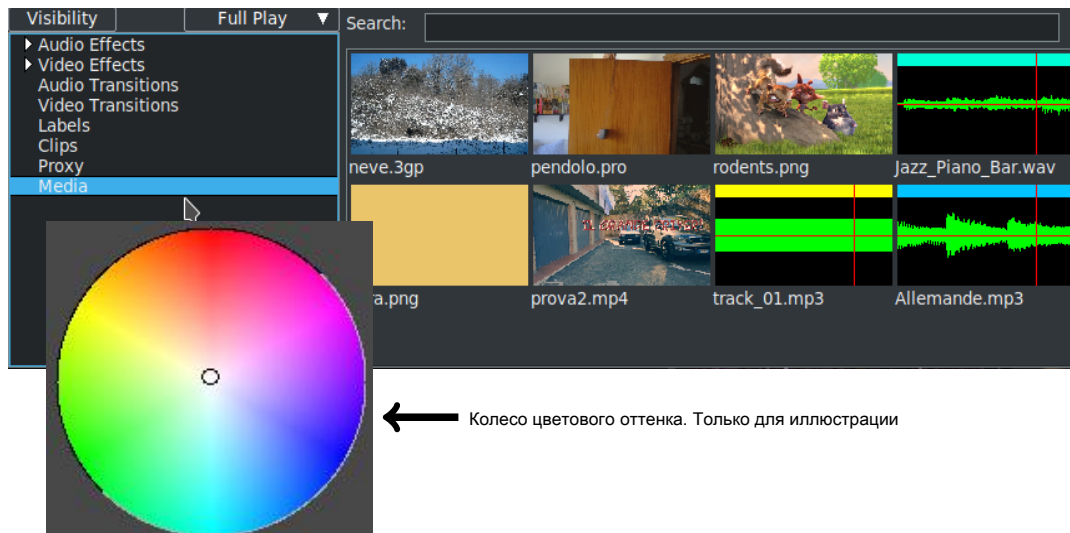 Visibility
Full Play
Search:
Audio Effects
Video Effects
Audio Transitions
Video Transitions
Labels
Clips
Proxy
Media
neve.3gp
pendolo.pro
rodents.png
Jazz_Piano_Bar.wav
ra.png
prova2.mp4
track_01.mp3
Allemande.mp3
Колесо цветового оттенка. Только для иллюстрации